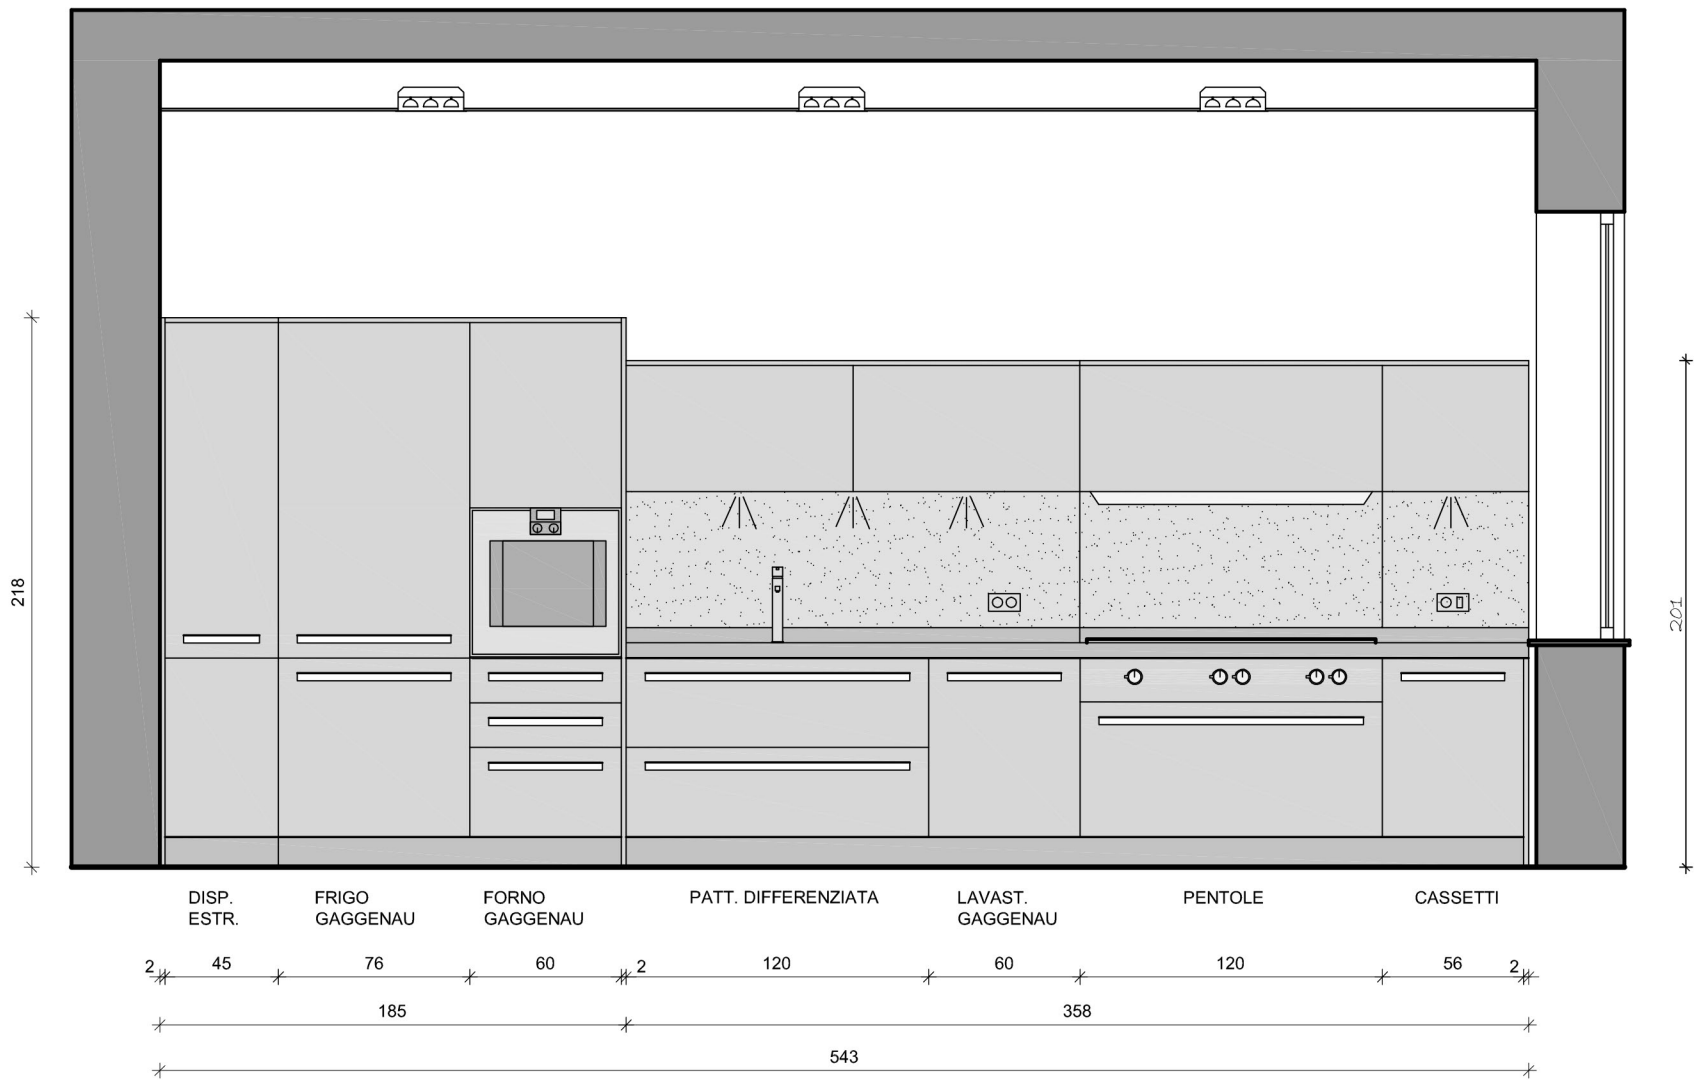 218
201
DISP.
ESTR.
FRIGO
GAGGENAU
FORNO
GAGGENAU
PATT. DIFFERENZIATA
LAVAST.
GAGGENAU
PENTOLE
CASSETTI
2 45 76 60 2 120 60 120 56 2
185 358
543